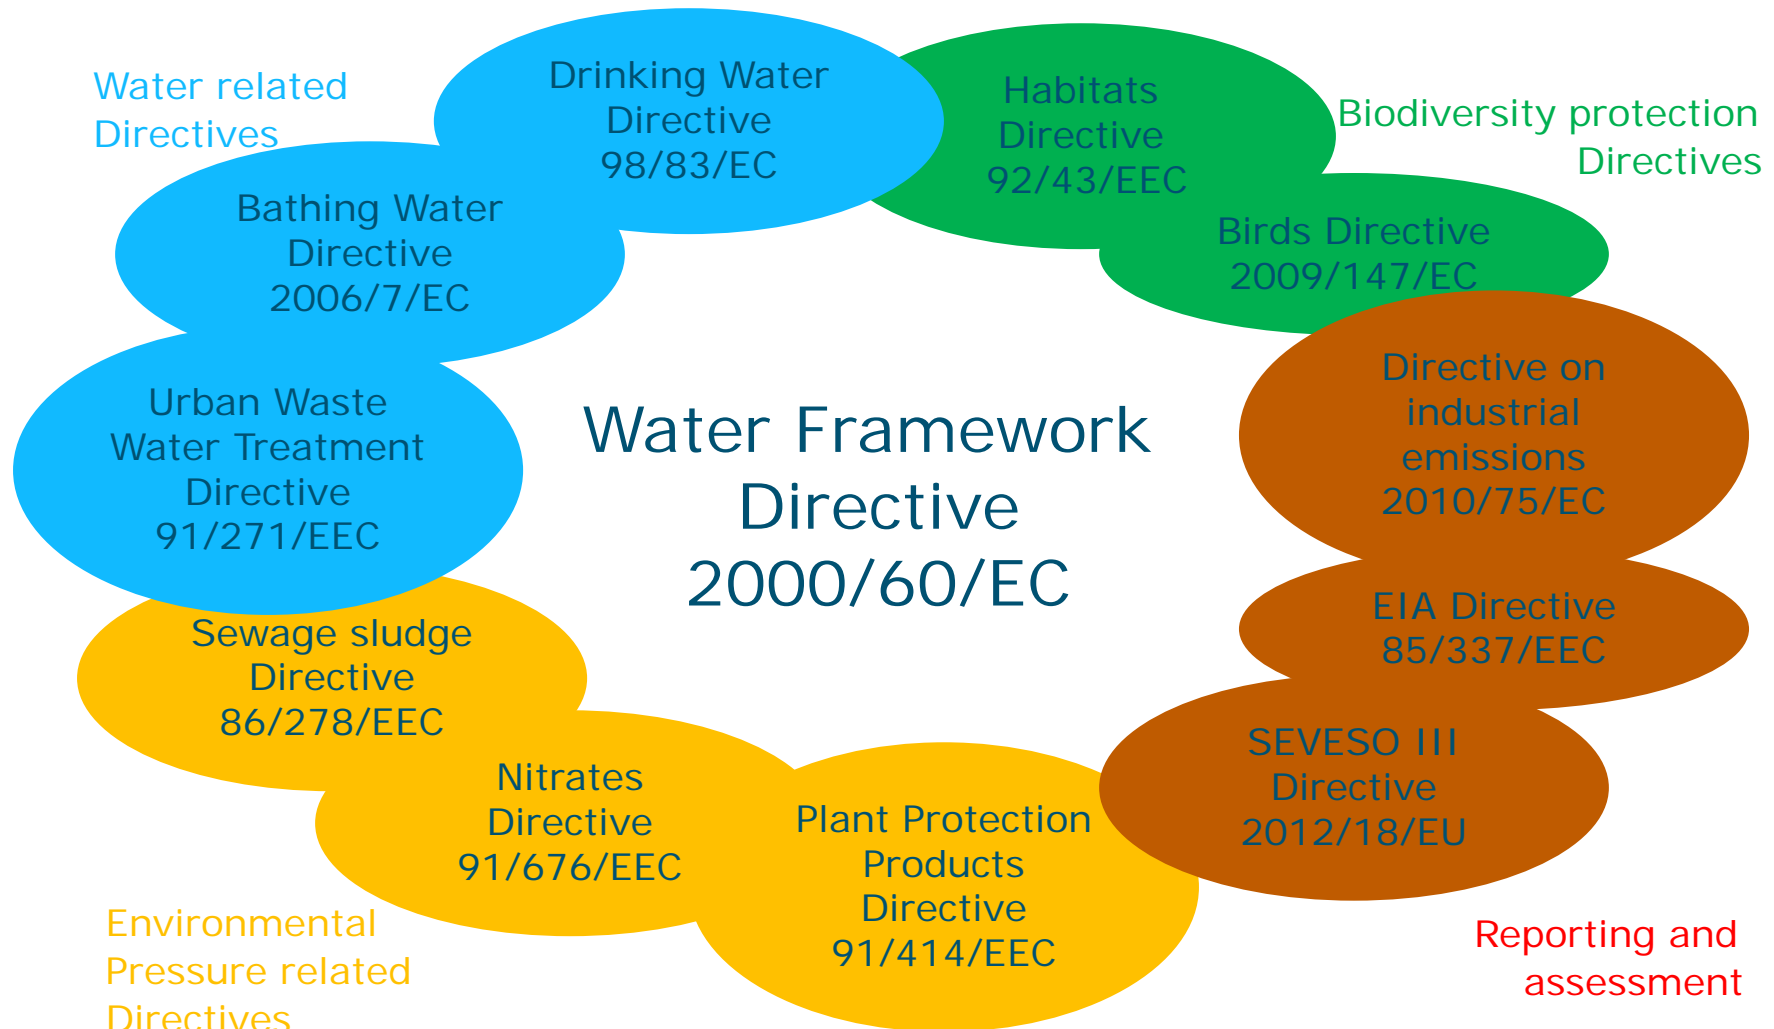 Water related
Directives
Drinking Water
Directive
98/83/EC
Habitats
Directive
92/43/EEC
Biodiversity protection
Directives
Bathing Water
Directive
2006/7/EC
Birds Directive
2009/147/EC
Urban Waste
Water Treatment
Directive
91/271/EEC
Water Framework
Directive
2000/60/EC
Directive on
industrial
emissions
2010/75/EC
EIA Directive
85/337/EEC
Sewage sludge
Directive
86/278/EEC
Nitrates
Directive
91/676/EEC
Plant Protection
Products
Directive
91/414/EEC
SEVESO III
Directive
2012/18/EU
Environmental
Pressure related
Directives
Reporting and
assessment